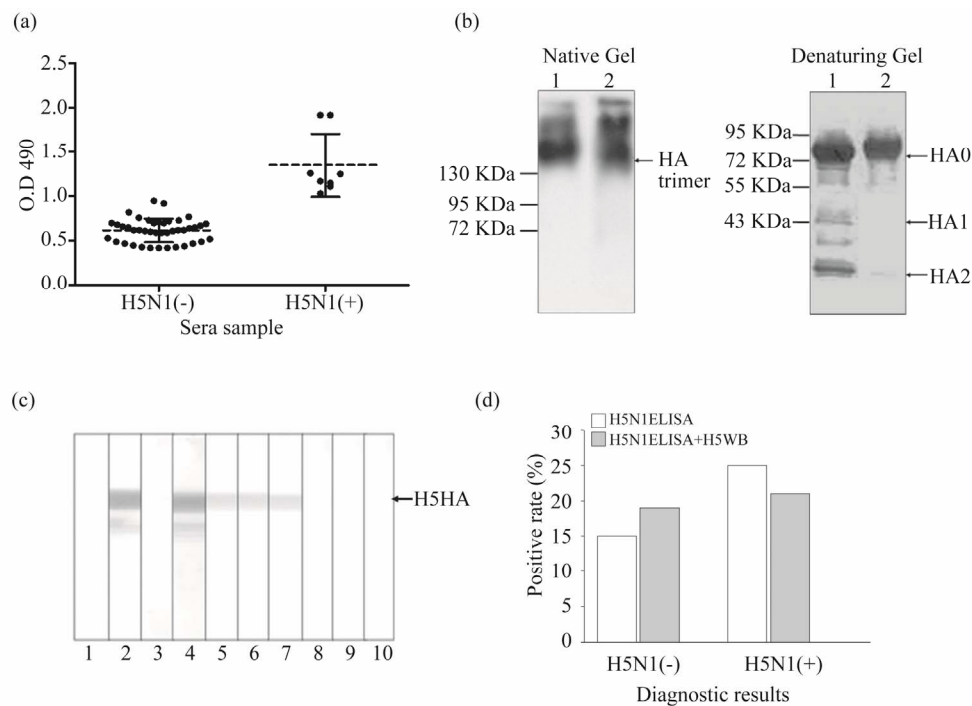 (a)
2.5
2.0
1.5
1.0
0.5
0.0
O.D 490
H5N1(-) H5N1(+)
Sera sample
(b)
Native Gel
1 2
130 KDa
95 KDa
72 KDa
HA
trimer
Denaturing Gel
1 2
95 KDa
72 KDa
55 KDa
43 KDa
HA0
HA1
HA2
(c)
H5HA
1 2 3 4 5 6 7 8 9 10
(d)
H5N1ELISA
H5N1ELISA+H5WB
30
25
20
15
10
5
0
Positive rate (%)
H5N1(-) H5N1(+)
Diagnostic results